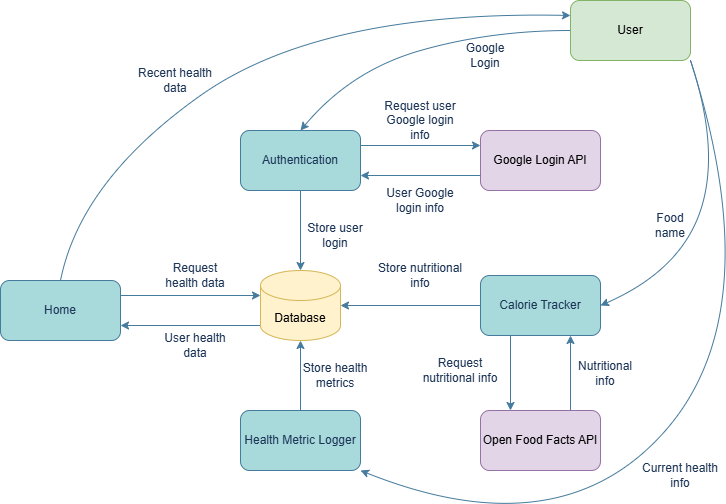 User
Google
Login
Recent health
data
Request user
Google login
info
Authentication
Google Login API
User Google
login info
Store user
login
Food
name
Request
health data
Store nutritional
info
Home
Database
Calorie Tracker
User health
data
Store health
metrics
Request
nutritional info
Nutritional
info
Health Metric Logger
Open Food Facts API
Current health
info